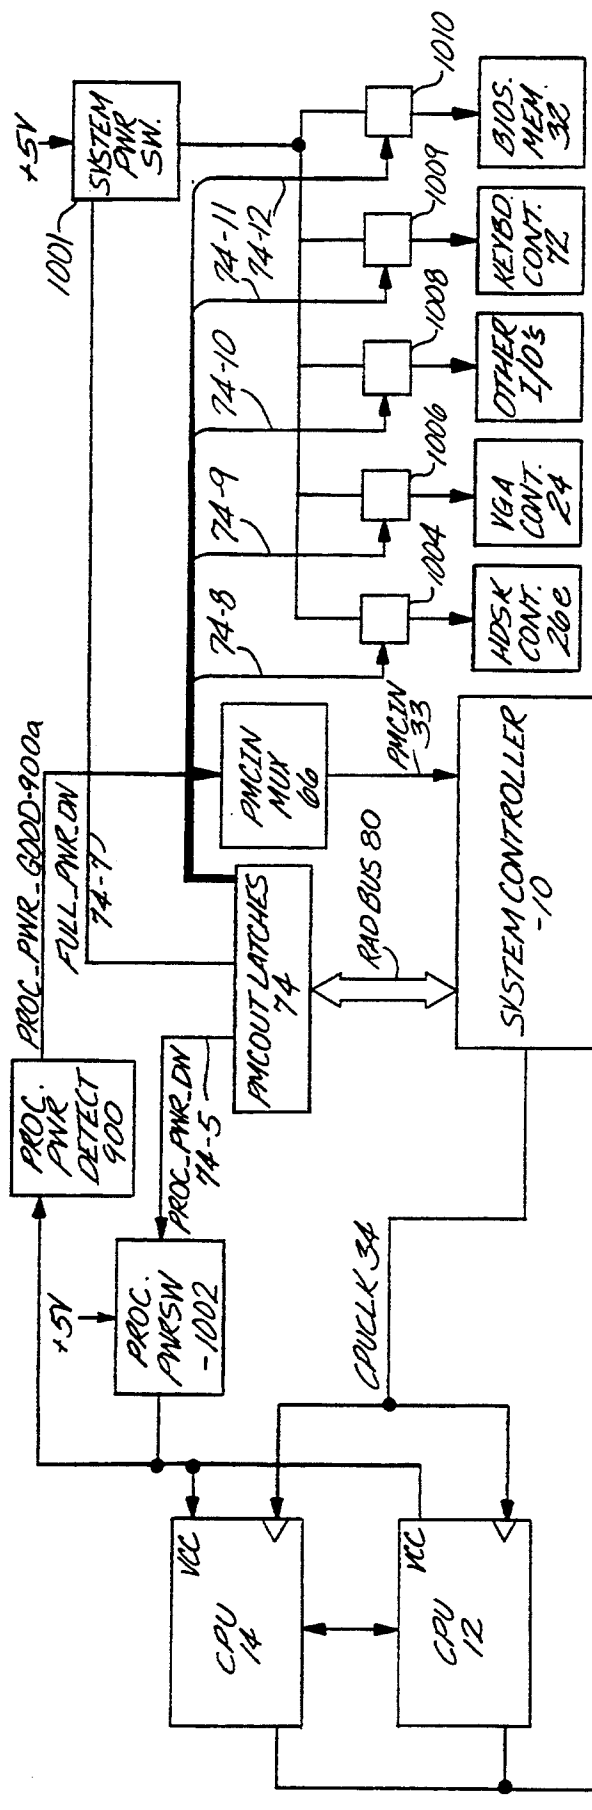 +5V
SYSTEM
PWR
SW.
1001
PROC.
PWR
DETECT
900
PROC_PWR_GOOD-900a
FULL_PWR_DN
74-7
+5V
PROC.
PWRSW
-1002
PROC_PWR_DN
74-5
PMCOUT LATCHES
74
PMCIN
MUX
66
PMCIN
33
74-8
74-9
74-10
74-11
74-12
1004
1006
1008
1009
1010
HDSK
CONT.
26e
VGA
CONT.
24
OTHER
I/O's
KEYBD.
CONT.
72
BIOS.
MEM.
32
RAD BUS 80
SYSTEM CONTROLLER
-10
CPUCLK 34
VCC
CPU
14
VCC
CPU
12